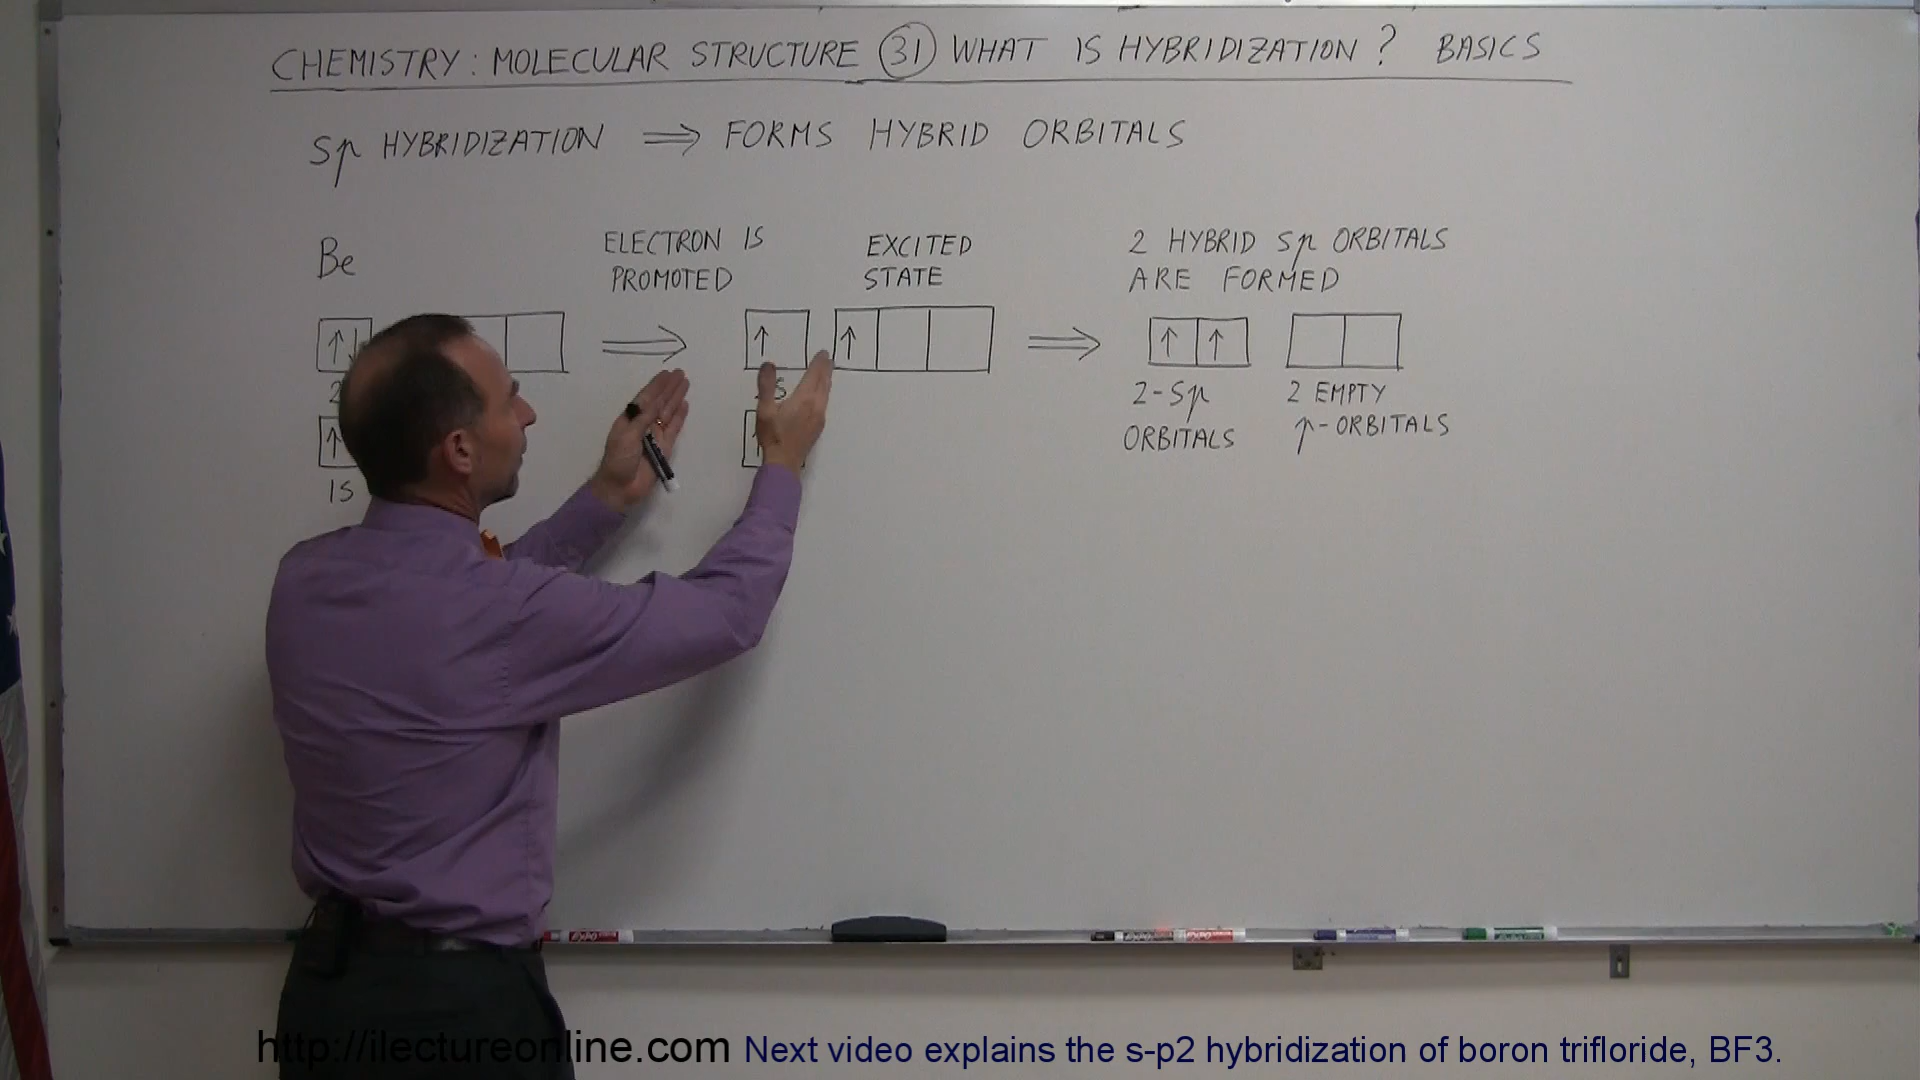 CHEMISTRY: MOLECULAR STRUCTURE 31 WHAT IS HYBRIDIZATION? BASICS
Sp HYBRIDIZATION ⇒ FORMS HYBRID ORBITALS
Be
ELECTRON IS
PROMOTED
EXCITED
STATE
2 HYBRID Sp ORBITALS
ARE FORMED
↑↓ ⇒ ↑ ↑ ⇒ ↑ ↑
2
S
2-Sp
ORBITALS
2 EMPTY
p-ORBITALS
↑ ↑
1S
http://ilectureonline.com Next video explains the s-p2 hybridization of boron trifloride, BF3.